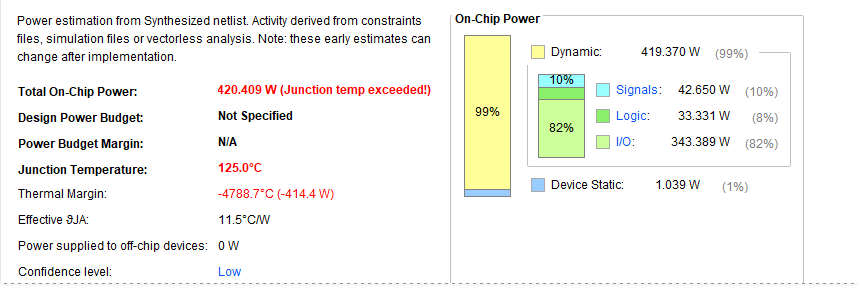 Power estimation from Synthesized netlist. Activity derived from constraints
files, simulation files or vectorless analysis. Note: these early estimates can
change after implementation.
Total On-Chip Power: 420.409 W (Junction temp exceeded!)
Design Power Budget: Not Specified
Power Budget Margin: N/A
Junction Temperature: 125.0°C
Thermal Margin: -4788.7°C (-414.4 W)
Effective ϑJA: 11.5°C/W
Power supplied to off-chip devices: 0 W
Confidence level: Low
On-Chip Power
99%
Dynamic: 419.370 W (99%)
10%
82%
Signals: 42.650 W (10%)
Logic: 33.331 W (8%)
I/O: 343.389 W (82%)
Device Static: 1.039 W (1%)